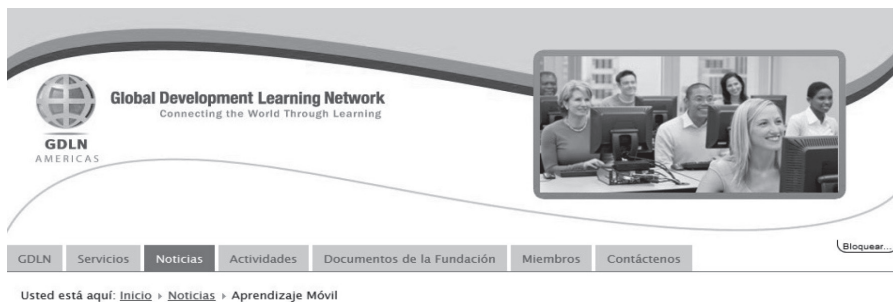 Global Development Learning Network
Connecting the World Through Learning
GDLN
AMERICAS
GDLN Servicios Noticias Actividades Documentos de la Fundación Miembros Contáctenos
Bloquear...
Usted está aquí: Inicio ▸ Noticias ▸ Aprendizaje Móvil